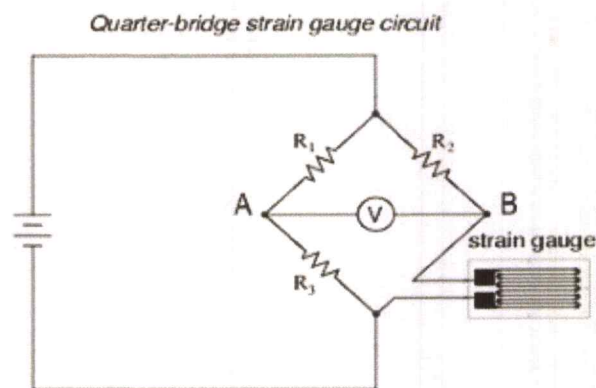 Quarter-bridge strain gauge circuit
R1
R2
A
V
B
strain gauge
R3